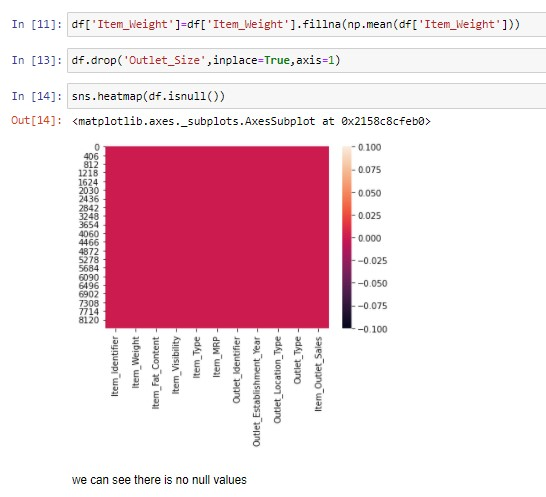 In [11]: df['Item_Weight']=df['Item_Weight'].fillna(np.mean(df['Item_Weight']))
In [13]: df.drop('Outlet_Size',inplace=True,axis=1)
In [14]: sns.heatmap(df.isnull())
Out[14]: <matplotlib.axes._subplots.AxesSubplot at 0x2158c8cfeb0>
0
406
812
1218
1624
2030
2436
2842
3248
3654
4060
4466
4872
5278
5684
6090
6496
6902
7308
7714
8120
0.100
0.075
0.050
0.025
0.000
−0.025
−0.050
−0.075
−0.100
Item_Identifier
Item_Weight
Item_Fat_Content
Item_Visibility
Item_Type
Item_MRP
Outlet_Identifier
Outlet_Establishment_Year
Outlet_Location_Type
Outlet_Type
Item_Outlet_Sales
we can see there is no null values